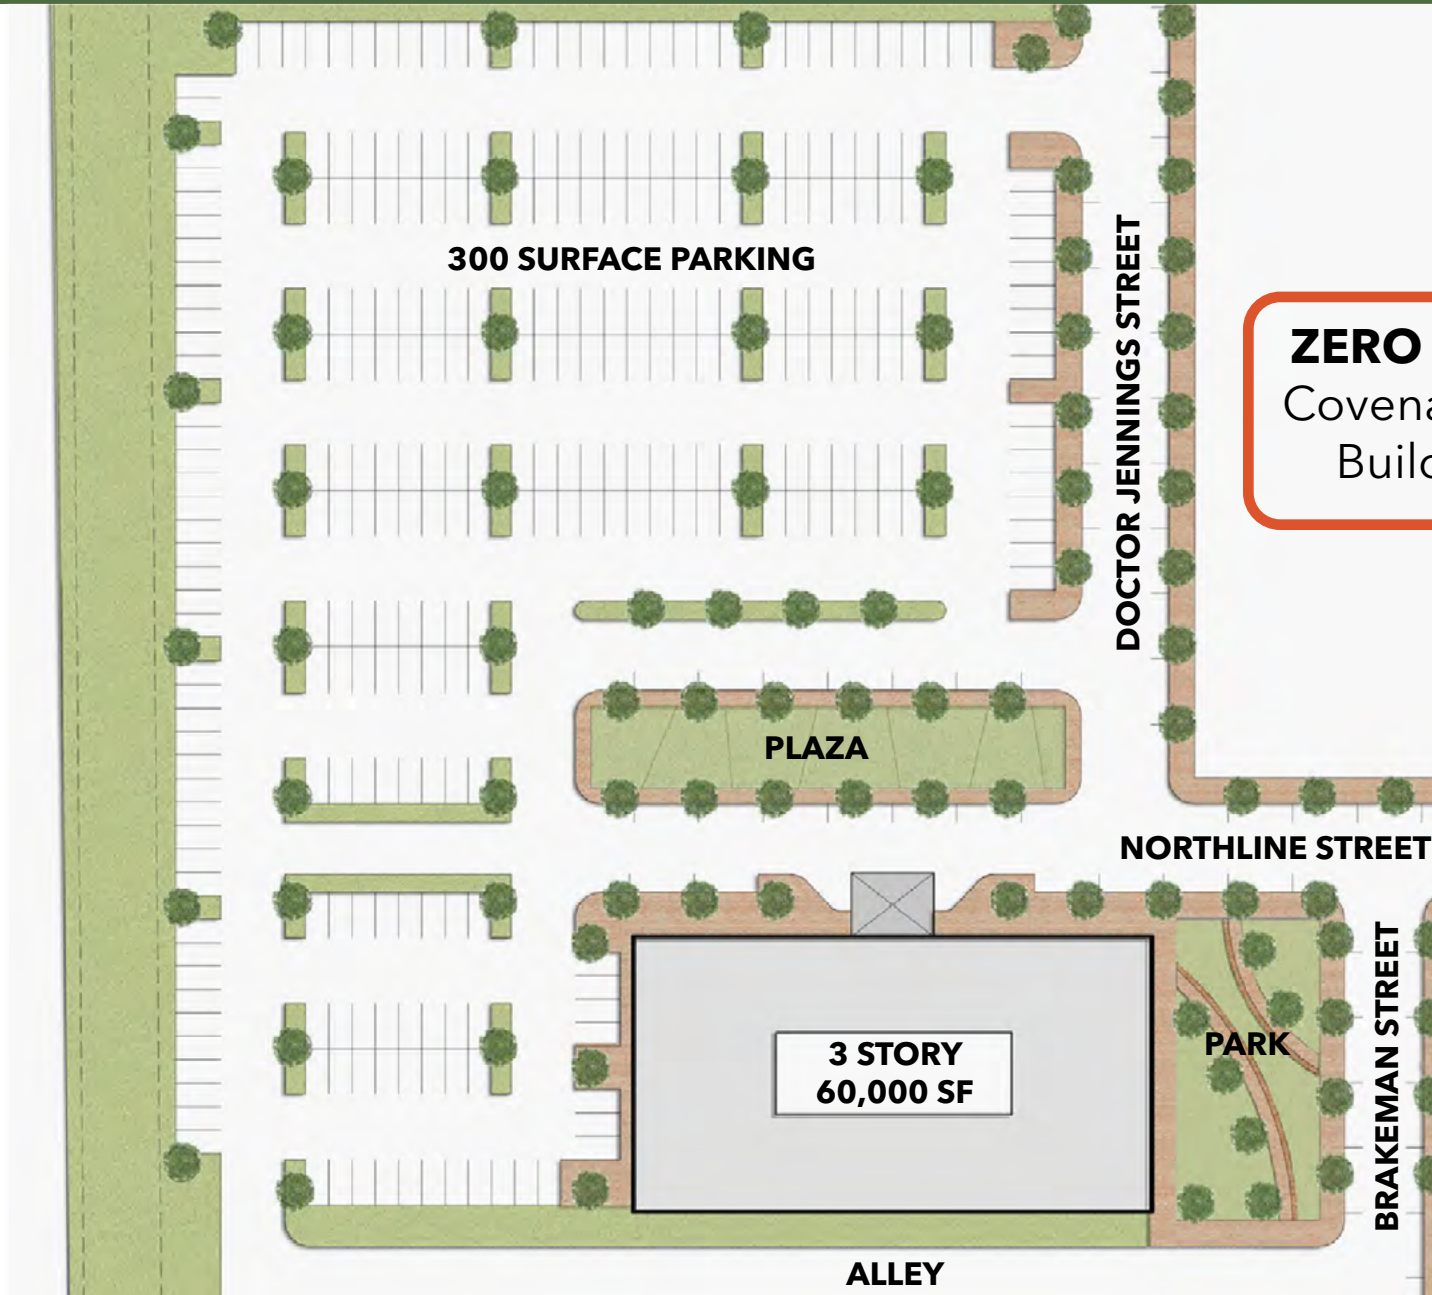 300 SURFACE PARKING
DOCTOR JENNINGS STREET
ZERO
PLAZA
NORTHLINE STREET
3 STORY
60,000 SF
PARK
BRAKEMAN STREET
ALLEY